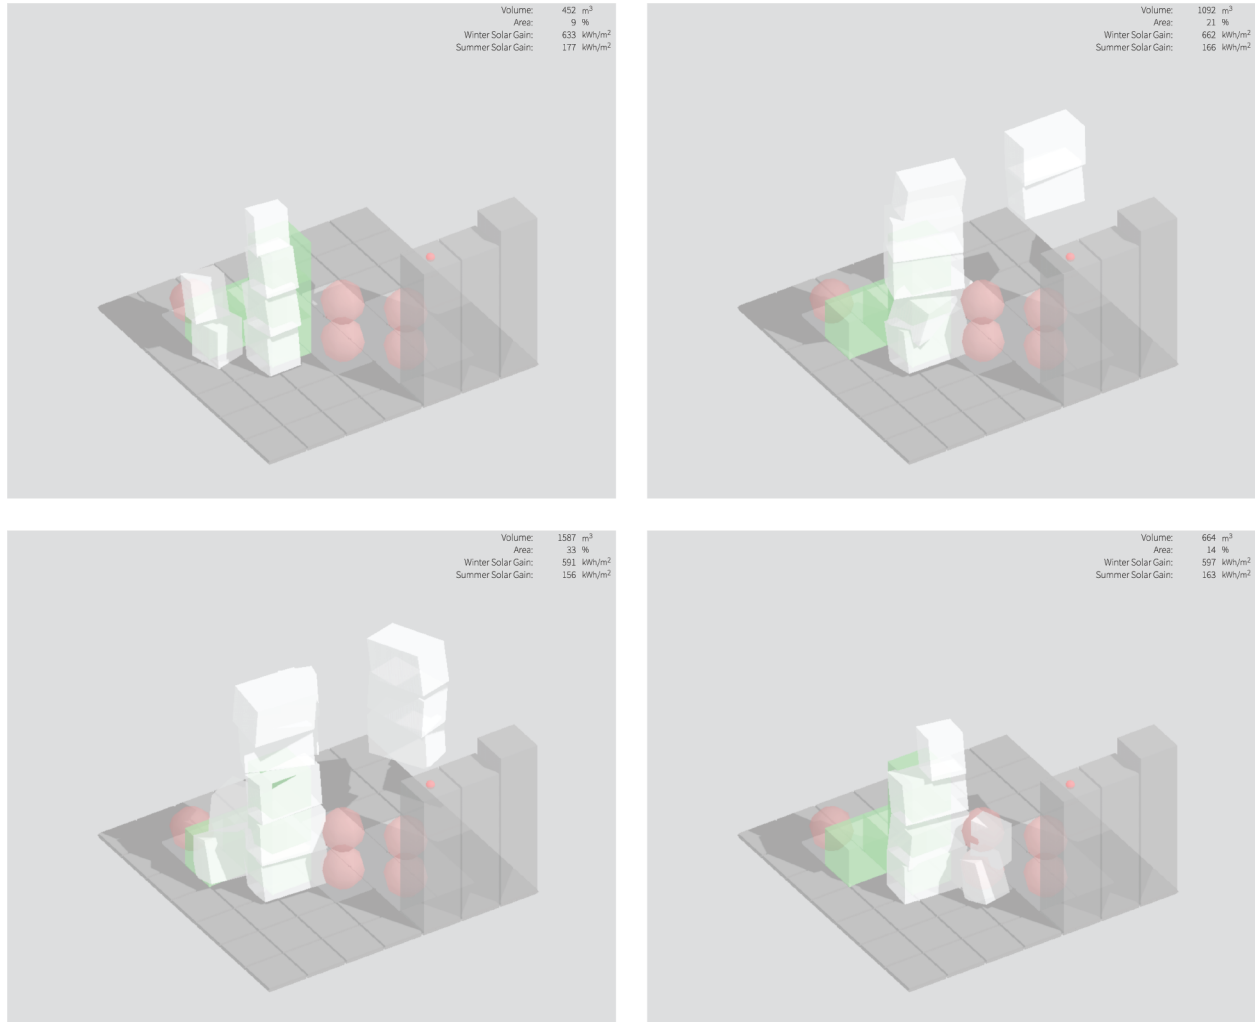 Volume: 452 m³
Area: 9 %
Winter Solar Gain: 633 kWh/m²
Summer Solar Gain: 177 kWh/m²
Volume: 1092 m³
Area: 21 %
Winter Solar Gain: 662 kWh/m²
Summer Solar Gain: 166 kWh/m²
Volume: 1587 m³
Area: 33 %
Winter Solar Gain: 591 kWh/m²
Summer Solar Gain: 156 kWh/m²
Volume: 664 m³
Area: 14 %
Winter Solar Gain: 597 kWh/m²
Summer Solar Gain: 163 kWh/m²